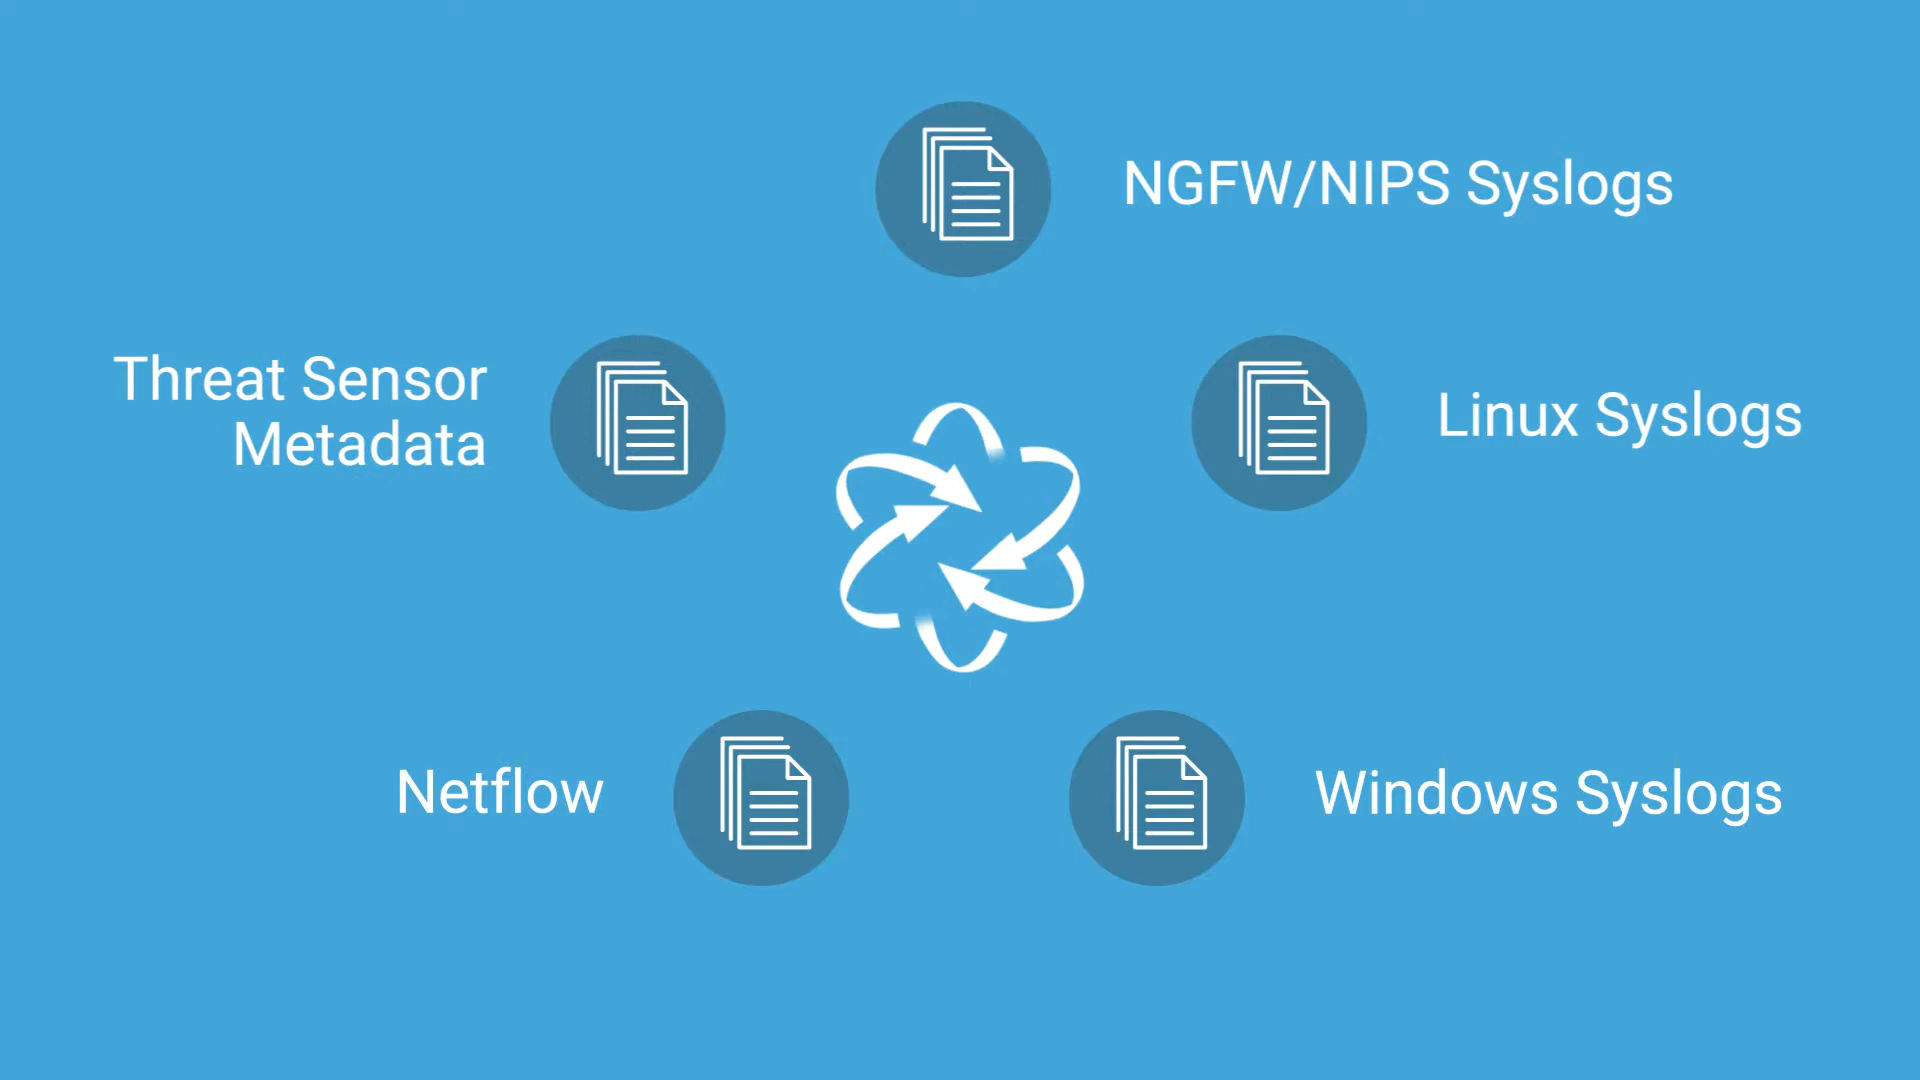 NGFW/NIPS Syslogs
Threat Sensor
Metadata
Linux Syslogs
Netflow
Windows Syslogs